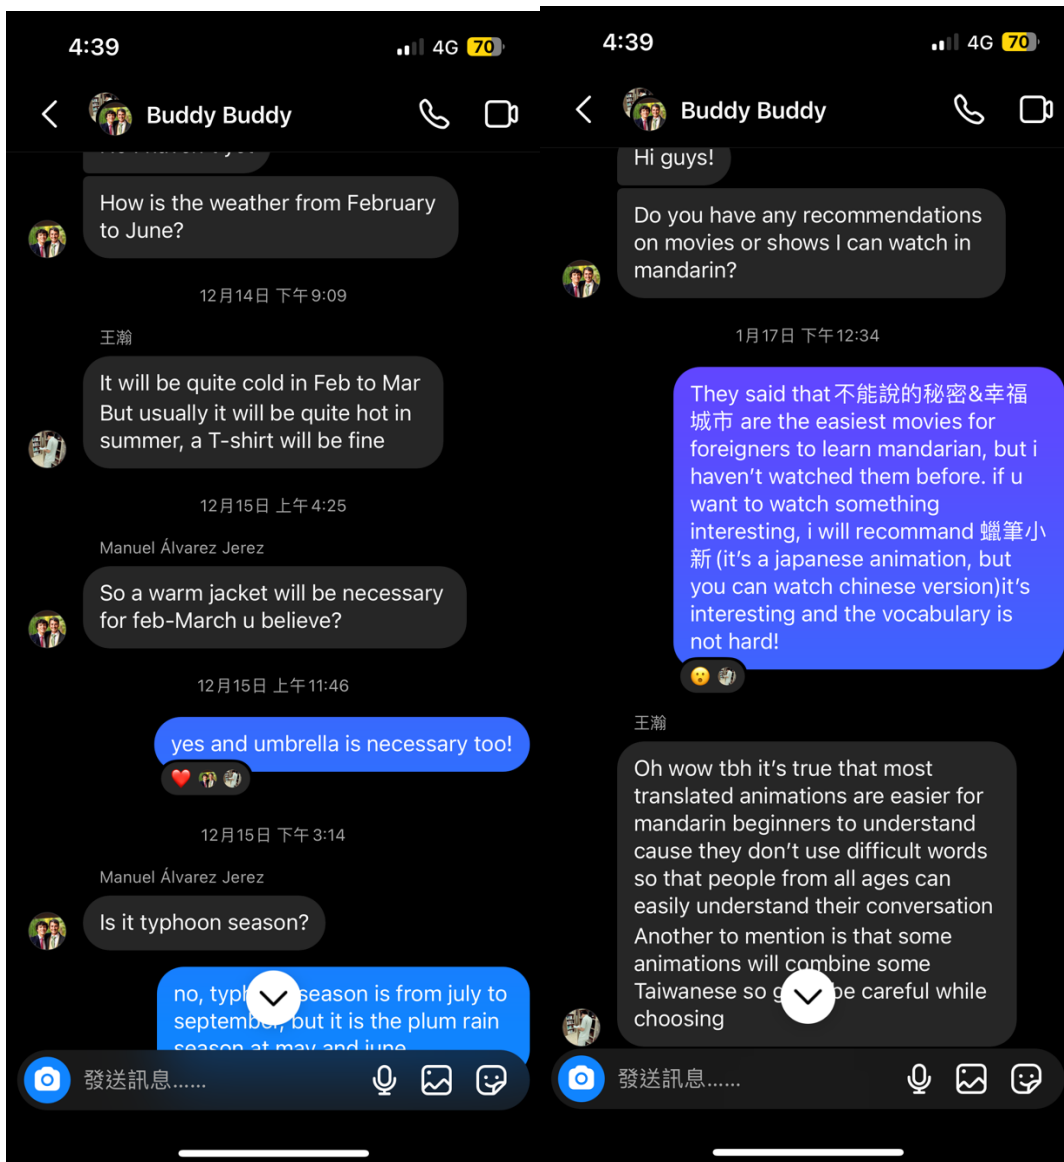 4:39
4G 70
Buddy Buddy
How is the weather from February
to June?
12月14日 下午9:09
王瀚
It will be quite cold in Feb to Mar
But usually it will be quite hot in
summer, a T-shirt will be fine
12月15日 上午4:25
Manuel Álvarez Jerez
So a warm jacket will be necessary
for feb-March u believe?
12月15日 上午11:46
yes and umbrella is necessary too!
12月15日 下午3:14
Manuel Álvarez Jerez
Is it typhoon season?
no, season is from july to
september, but it is the plum rain
season at may and june
發送訊息......
4:39
4G 70
Buddy Buddy
Hi guys!
Do you have any recommendations
on movies or shows I can watch in
mandarin?
1月17日 下午12:34
They said that不能說的秘密&幸福
城市 are the easiest movies for
foreigners to learn mandarian, but i
haven't watched them before. if u
want to watch something
interesting, i will recommand 蠟筆小
新(it's a japanese animation, but
you can watch chinese version)it's
interesting and the vocabulary is
not hard!
王瀚
Oh wow tbh it's true that most
translated animations are easier for
mandarin beginners to understand
cause they don't use difficult words
so that people from all ages can
easily understand their conversation
Another to mention is that some
animations will combine some
Taiwanese so be careful while
choosing
發送訊息......